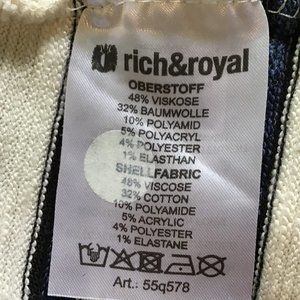 rich&royal
OBERSTOFF
48% VISKOSE
32% BAUMWOLLE
10% POLYAMID
5% POLYACRYL
4% POLYESTER
1% ELASTHAN
SHELLFABRIC
48% VISCOSE
32% COTTON
10% POLYAMIDE
5% ACRYLIC
4% POLYESTER
1% ELASTANE
Art.: 55q578